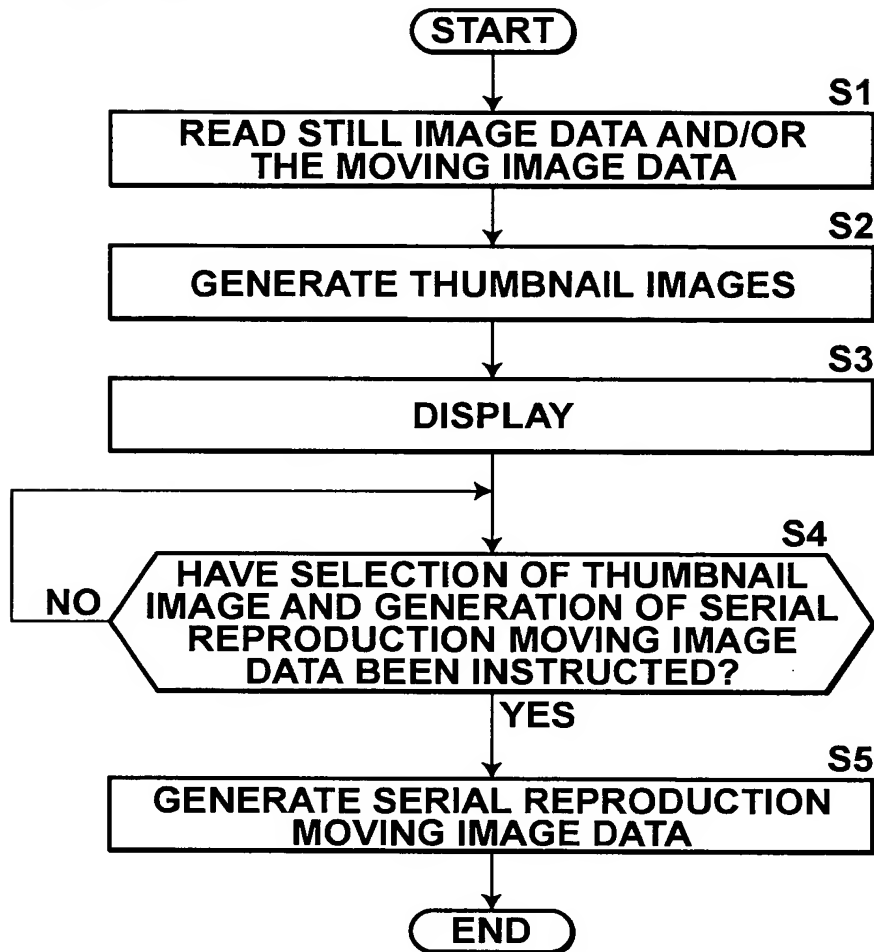 START
S1
READ STILL IMAGE DATA AND/OR
THE MOVING IMAGE DATA
S2
GENERATE THUMBNAIL IMAGES
S3
DISPLAY
S4
HAVE SELECTION OF THUMBNAIL
IMAGE AND GENERATION OF SERIAL
REPRODUCTION MOVING IMAGE
DATA BEEN INSTRUCTED?
NO
YES
S5
GENERATE SERIAL REPRODUCTION
MOVING IMAGE DATA
END